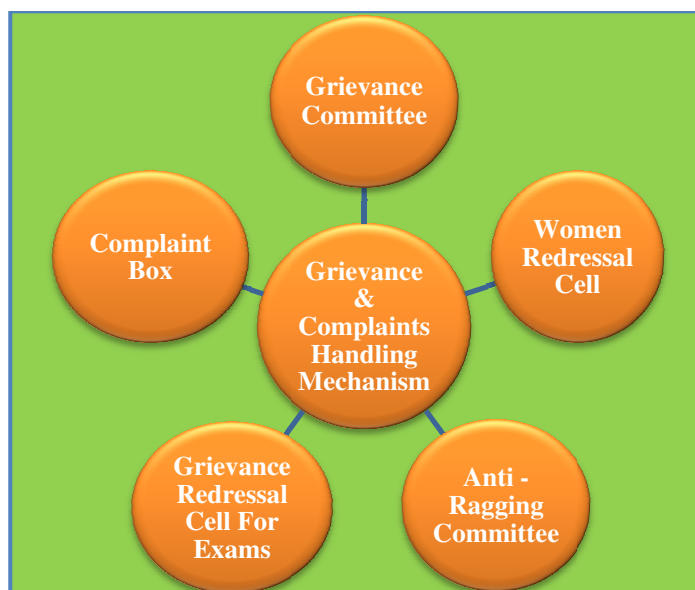 Grievance
Committee
Women
Redressal
Cell
Anti -
Ragging
Committee
Grievance
Redressal
Cell For
Exams
Complaint
Box
Grievance
&
Complaints
Handling
Mechanism